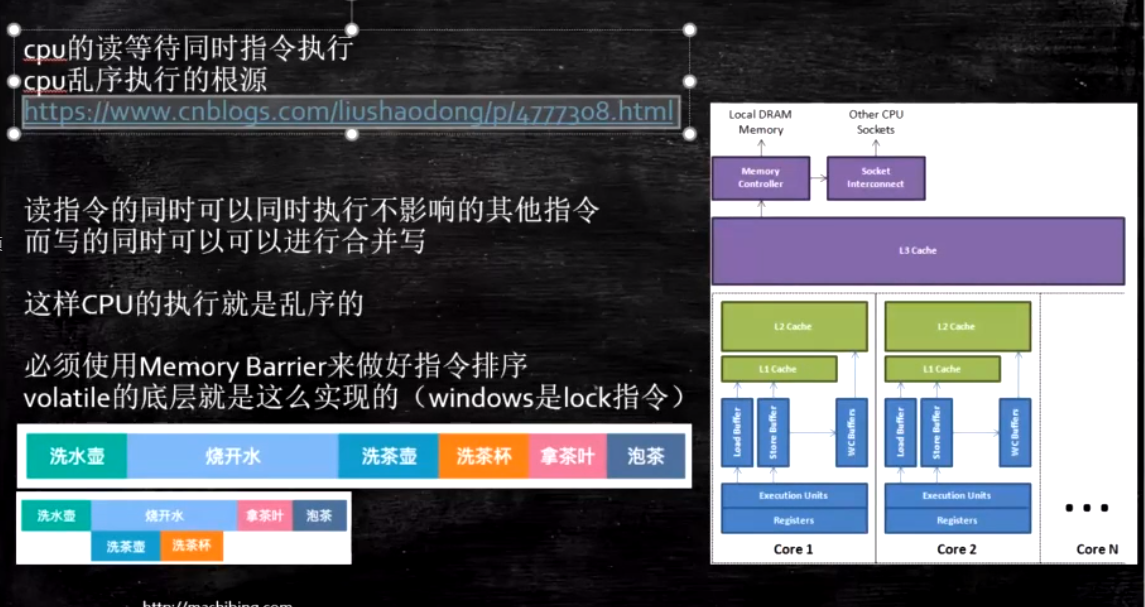 cpu的读等待同时指令执行
cpu乱序执行的根源
https://www.cnblogs.com/liushaodong/p/4777308.html
读指令的同时可以同时执行不影响的其他指令
而写的同时可以可以进行合并写
这样CPU的执行就是乱序的
必须使用Memory Barrier来做好指令排序
volatile的底层就是这么实现的（windows是lock指令）
洗水壶 烧开水 洗茶壶 洗茶杯 拿茶叶 泡茶
洗水壶 烧开水 拿茶叶 泡茶
洗茶壶 洗茶杯
Local DRAM
Memory
Other CPU
Sockets
Memory
Controller
Socket
Interconnect
L3 Cache
L2 Cache
L2 Cache
L1 Cache
L1 Cache
Load Buffer
Store Buffer
WC Buffers
Load Buffer
Store Buffer
WC Buffers
Execution Units
Registers
Execution Units
Registers
Core 1
Core 2
Core N
http://mashibing.com